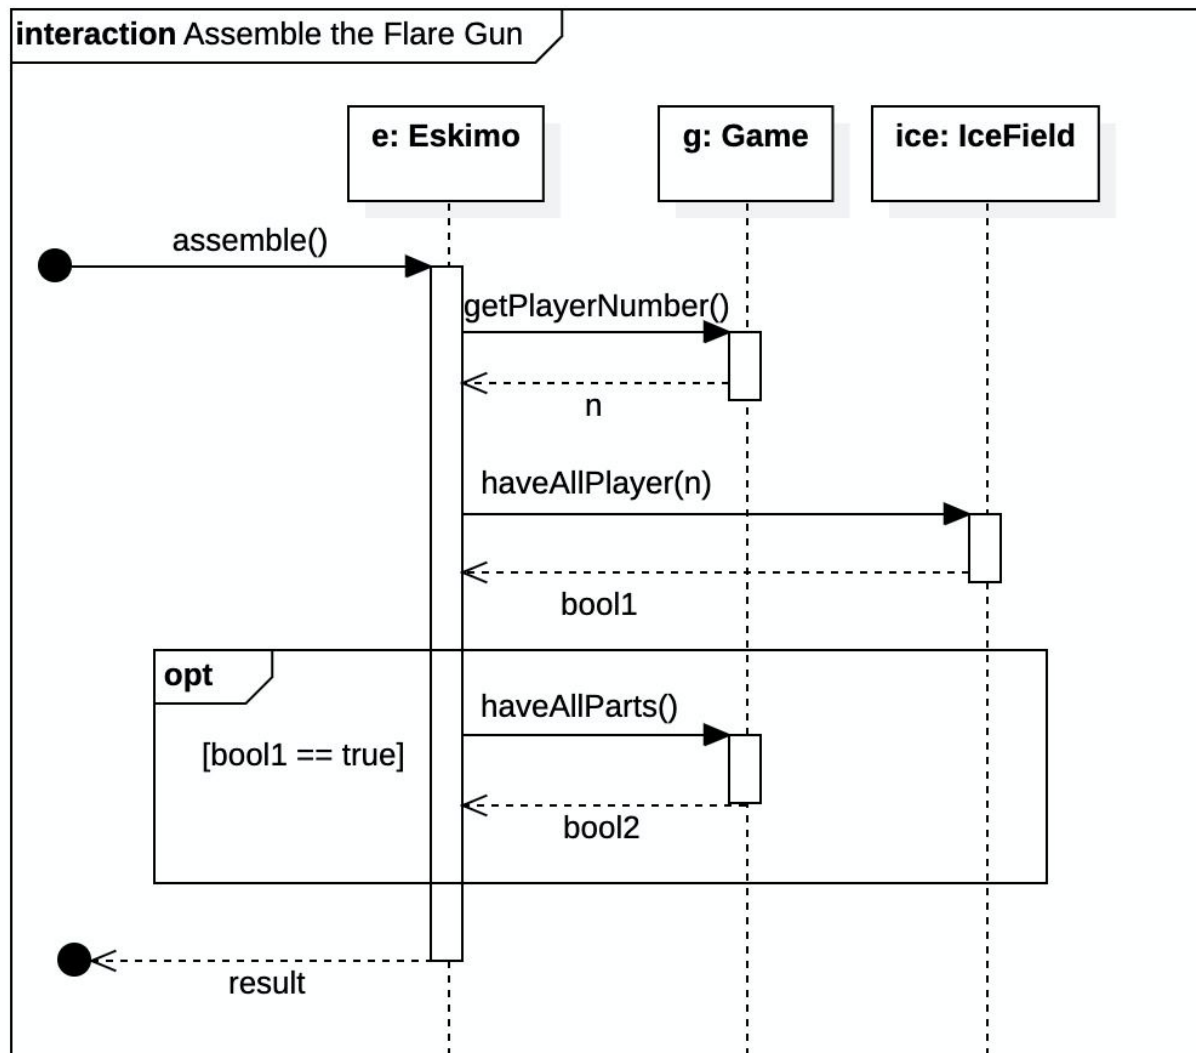 interaction Assemble the Flare Gun
e: Eskimo
g: Game
ice: IceField
assemble()
getPlayerNumber()
n
haveAllPlayer(n)
bool1
opt
haveAllParts()
[bool1 == true]
bool2
result